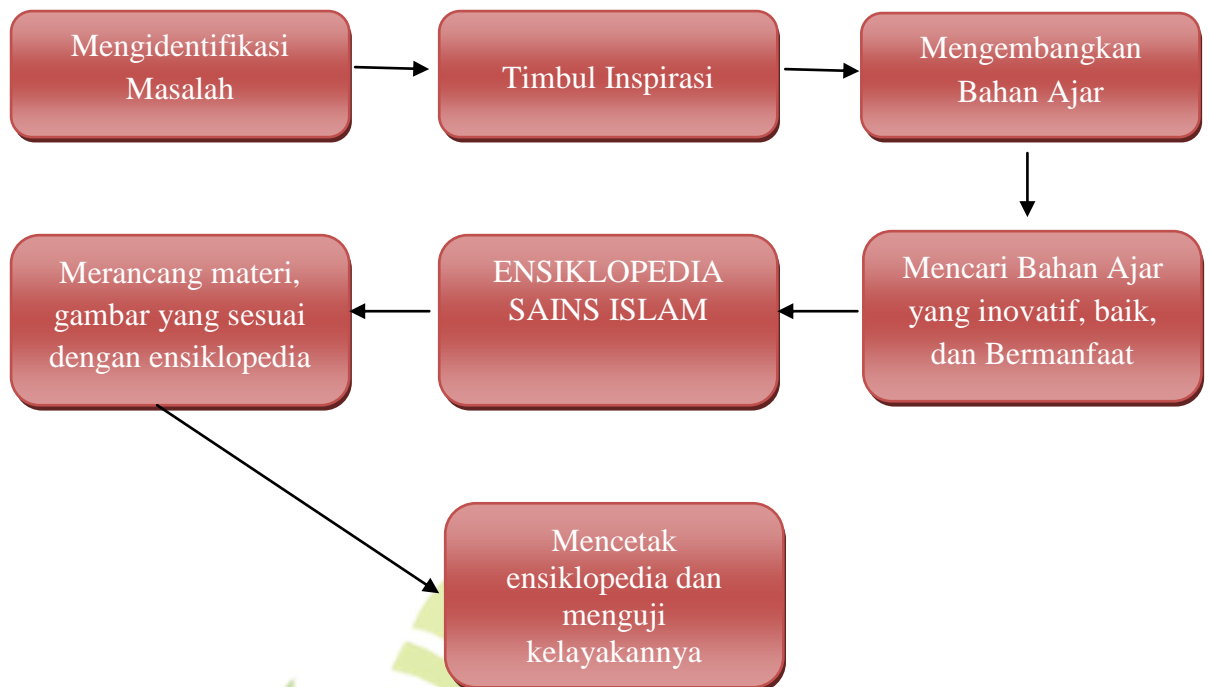 Mengidentifikasi
Masalah
Timbul Inspirasi
Mengembangkan
Bahan Ajar
Mencari Bahan Ajar
yang inovatif, baik,
dan Bermanfaat
ENSIKLOPEDIA
SAINS ISLAM
Merancang materi,
gambar yang sesuai
dengan ensiklopedia
Mencetak
ensiklopedia dan
menguji
kelayakannya